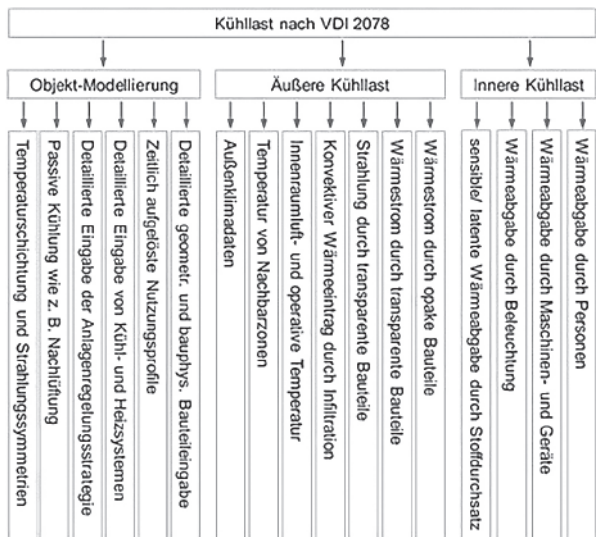 Kühllast nach VDI 2078
Objekt-Modellierung
Äußere Kühllast
Innere Kühllast
Temperaturschichtung und Strahlungssymmetrien
Passive Kühlung wie z. B. Nachlüftung
Detaillierte Eingabe der Anlagenregelungsstrategie
Detaillierte Eingabe von Kühl- und Heizsystemen
Zeitlich aufgelöste Nutzungsprofile
Detaillierte geometr. und bauphys. Bauteileingabe
Außenklimadaten
Temperatur von Nachbarzonen
Innenraumluft- und operative Temperatur
Konvektiver Wärmeeintrag durch Infiltration
Strahlung durch transparente Bauteile
Wärmestrom durch transparente Bauteile
Wärmestrom durch opake Bauteile
sensible/ latente Wärmeabgabe durch Stoffdurchsatz
Wärmeabgabe durch Beleuchtung
Wärmeabgabe durch Maschinen- und Geräte
Wärmeabgabe durch Personen